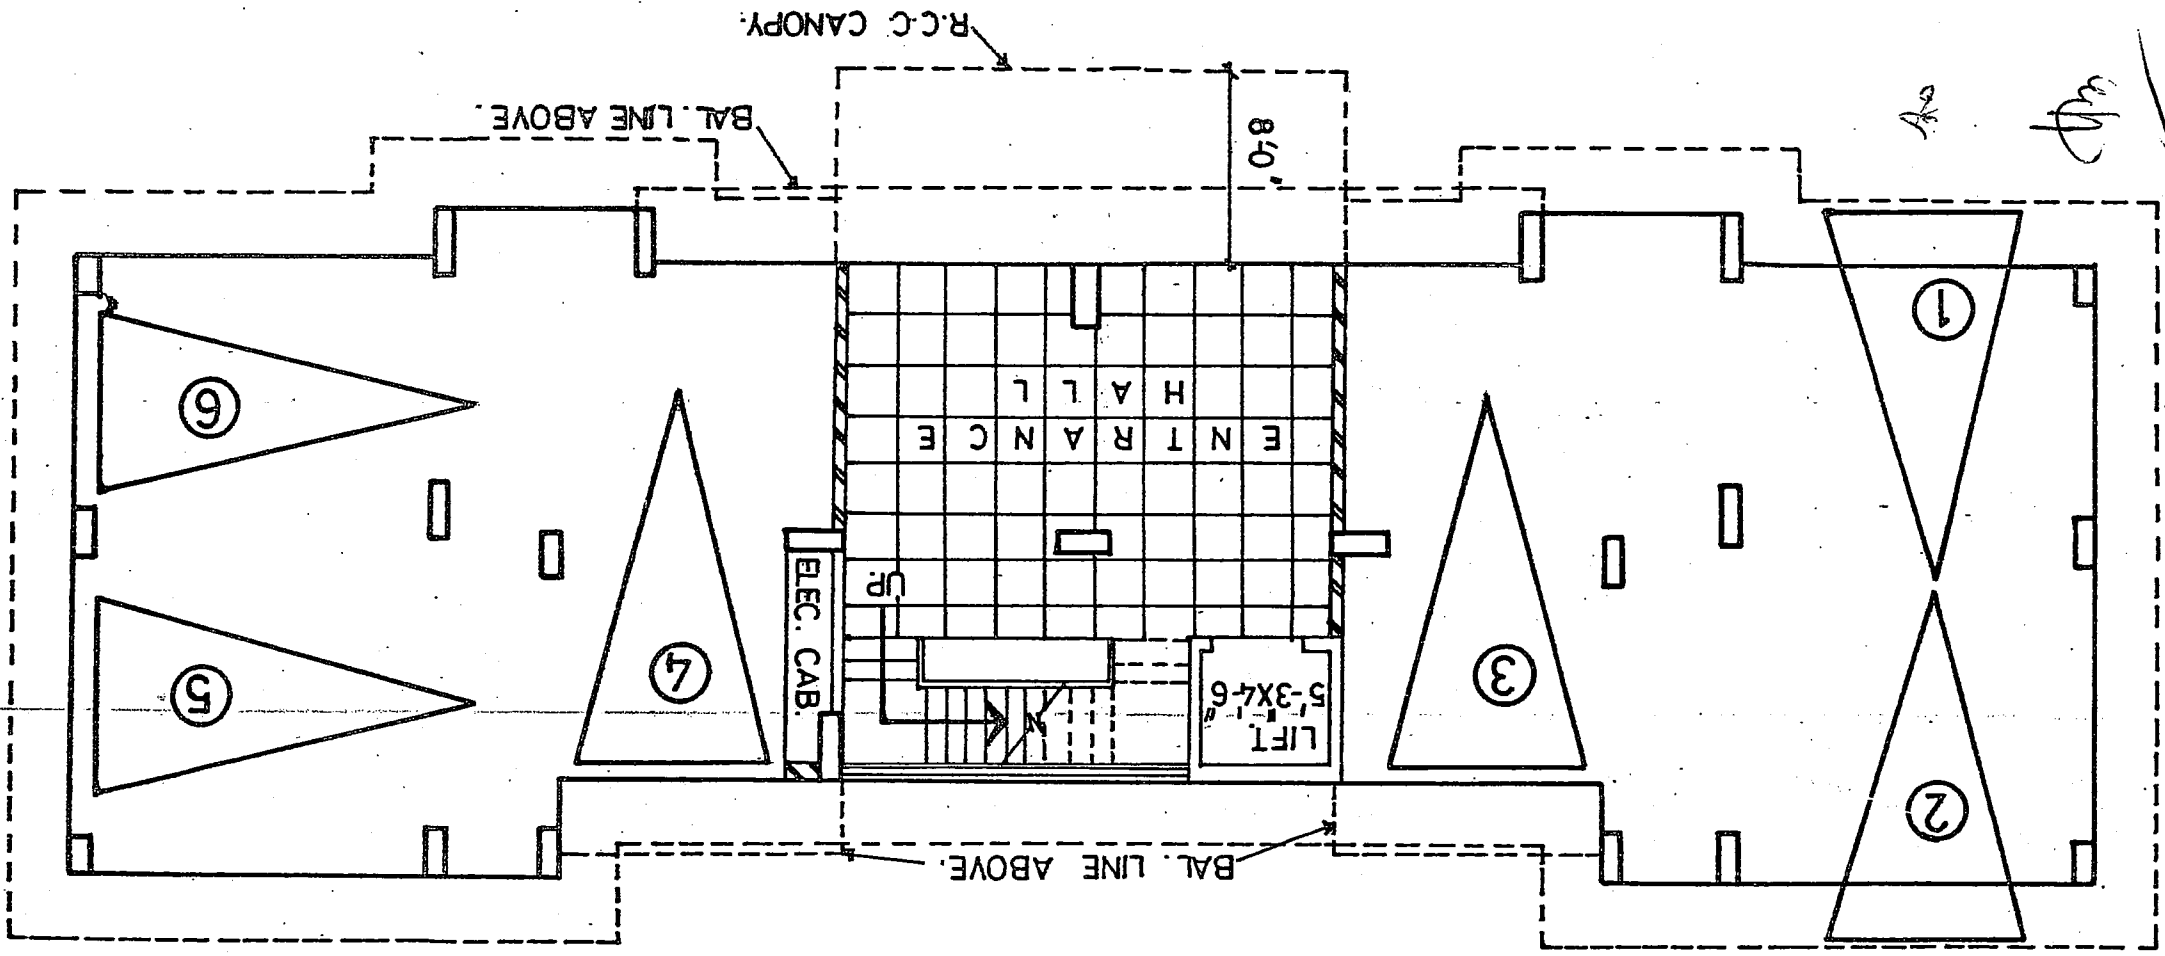 BAL. LINE ABOVE.
2
LIFT.
5'-3"X4'-6"
3
4
5
UP.
ELEC. CAB.
ENTRANCE
HALL
1
6
8'-0"
BAL. LINE ABOVE.
R.C.C. CANOPY.